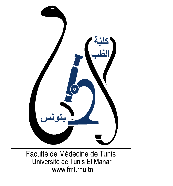 كلية
الطب
بتونس
Faculté de Médecine de Tunis
Université de Tunis El Manar
www.fmt.rnu.tn